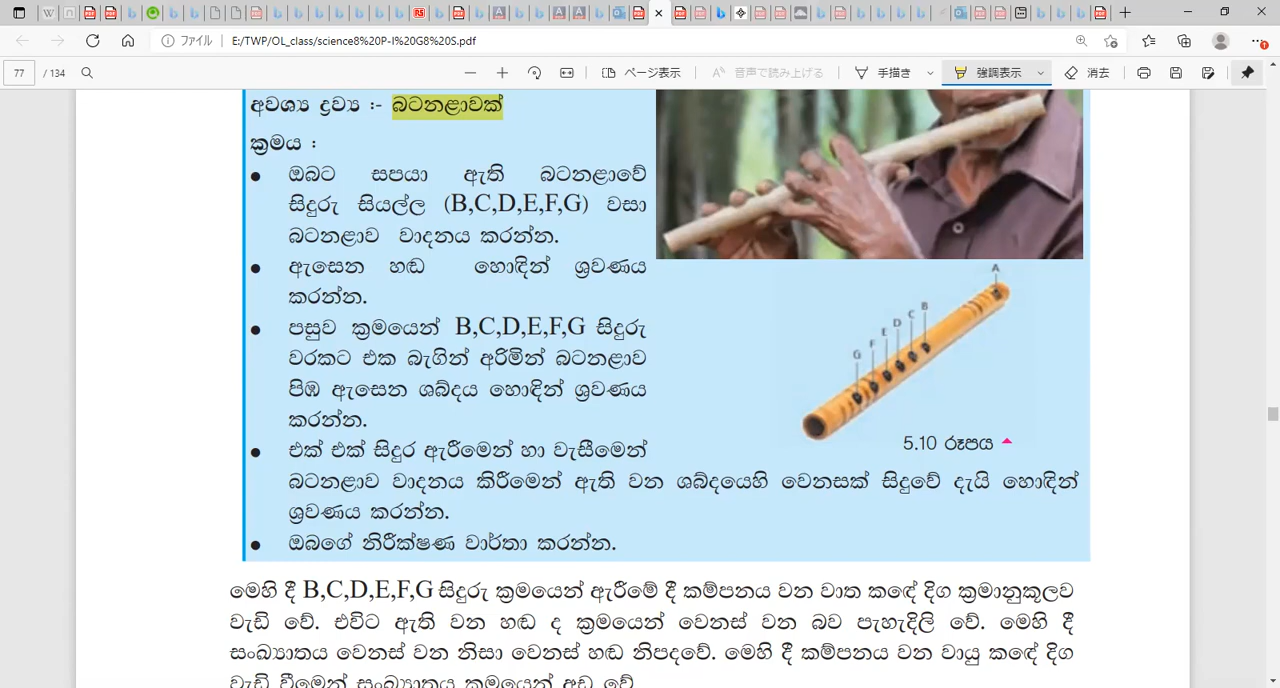 ファイル E:/TWP/OL_class/science8%20P-I%20G8%20S.pdf
77 / 134 ページ表示 音声で読み上げる 手描き 強調表示 消去
අවශ්‍ය ද්‍රව්‍ය :- බටනළාවක්
ක්‍රමය :
● ඔබට සපයා ඇති බටනළාවේ
සිදුරු සියල්ල (B,C,D,E,F,G) වසා
බටනළාව වාදනය කරන්න.
● ඇසෙන හඬ හොඳින් ශ්‍රවණය
කරන්න.
● පසුව ක්‍රමයෙන් B,C,D,E,F,G සිදුරු
වරකට එක බැගින් අරිමින් බටනළාව
පිඹ ඇසෙන ශබ්දය හොඳින් ශ්‍රවණය
කරන්න.
● එක් එක් සිදුර ඇරීමෙන් හා වැසීමෙන්
බටනළාව වාදනය කිරීමෙන් ඇති වන ශබ්දයෙහි වෙනසක් සිදුවේ දැයි හොඳින්
ශ්‍රවණය කරන්න.
● ඔබගේ නිරීක්ෂණ වාර්තා කරන්න.
A
B
C
D
E
F
G
5.10 රූපය
මෙහි දී B,C,D,E,F,G සිදුරු ක්‍රමයෙන් ඇරීමේ දී කම්පනය වන වාත කඳේ දිග ක්‍රමානුකූලව
වැඩි වේ. එවිට ඇති වන හඬ ද ක්‍රමයෙන් වෙනස් වන බව පැහැදිලි වේ. මෙහි දී
සංඛ්‍යාතය වෙනස් වන නිසා වෙනස් හඬ නිපදවේ. මෙහි දී කම්පනය වන වායු කඳේ දිග
වැඩි වීමෙන් සංඛ්‍යාතය ක්‍රමයෙන් අඩු වේ